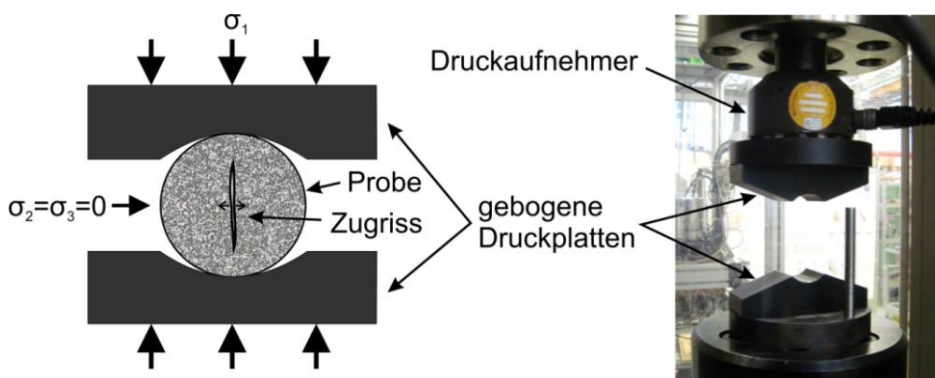 σ₁
Druckaufnehmer
σ₂=σ₃=0
Probe
Zugriss
gebogene
Druckplatten